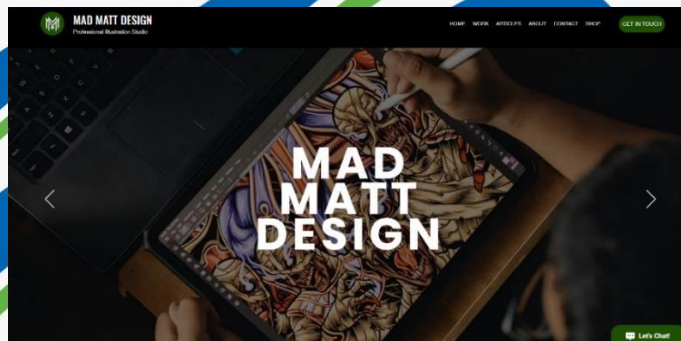 MAD MATT DESIGN
Professional Illustration Studio
HOME WORK ARTICLES ABOUT CONTACT SHOP
GET IN TOUCH
MAD
MATT
DESIGN
Let's Chat!